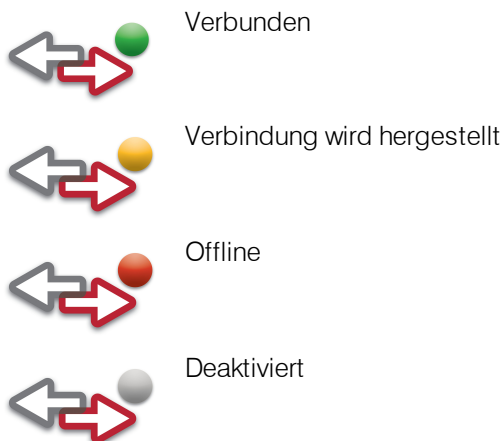 Verbunden
Verbindung wird hergestellt
Offline
Deaktiviert